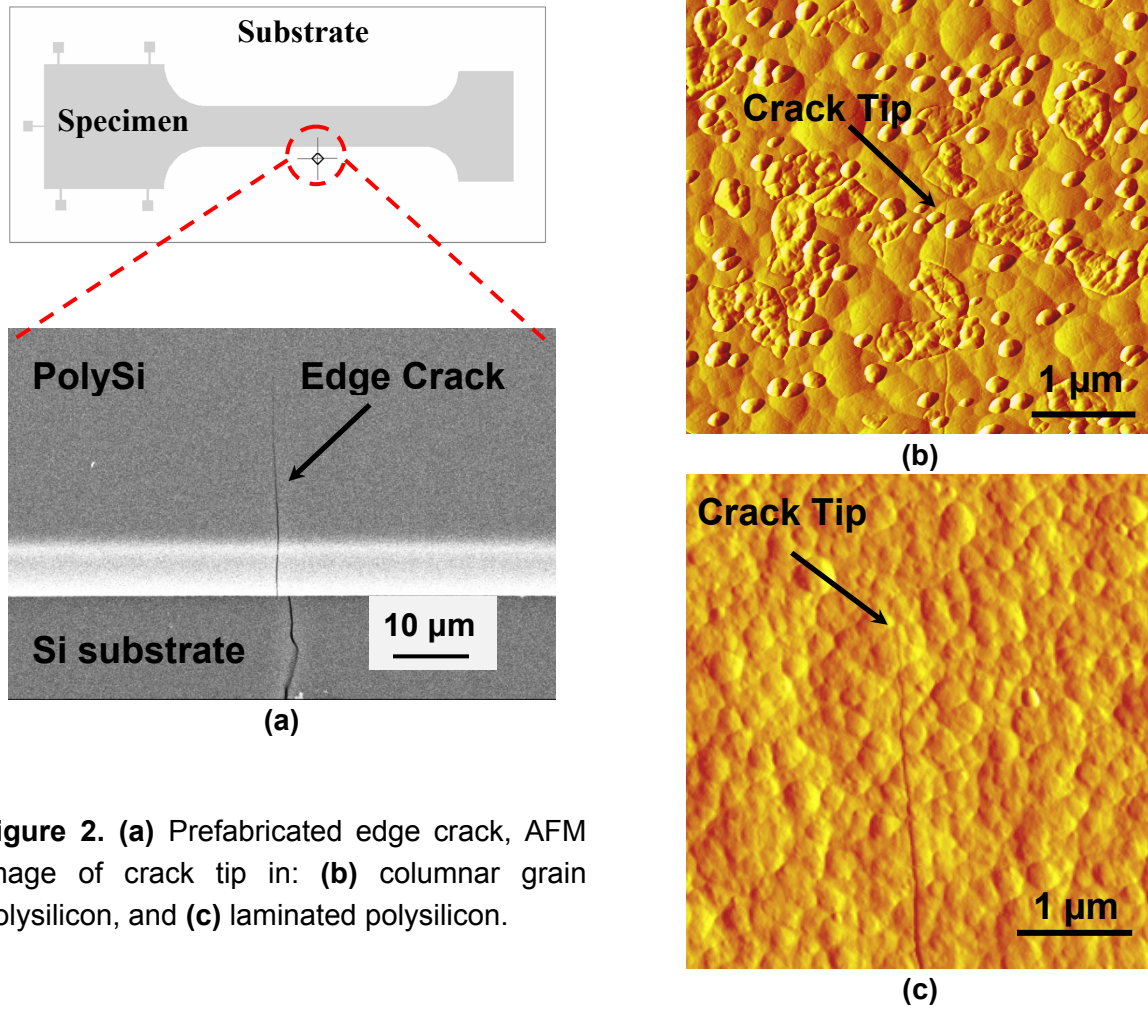 Substrate
Specimen
PolySi
Edge Crack
10 µm
Si substrate
(a)
Crack Tip
1 µm
(b)
Crack Tip
1 µm
(c)
igure 2. (a) Prefabricated edge crack, AFM
nage of crack tip in: (b) columnar grain
olysilicon, and (c) laminated polysilicon.